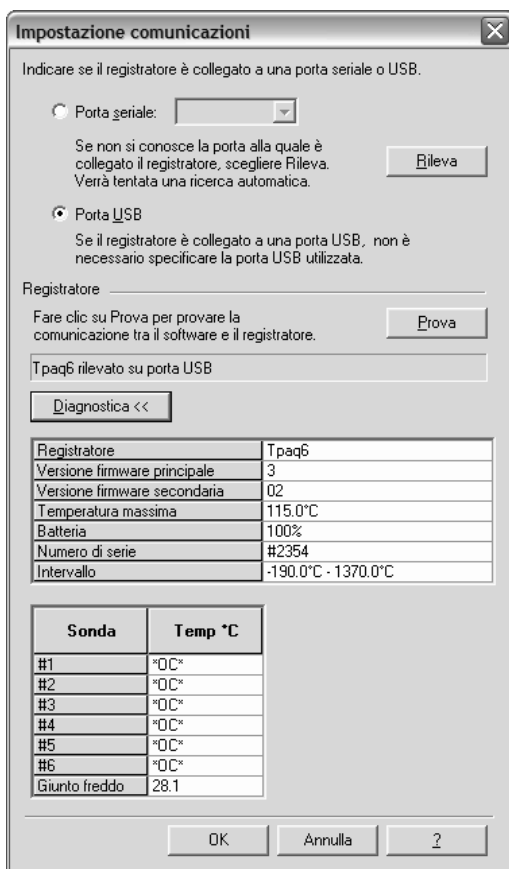 Impostazione comunicazioni
Indicare se il registratore è collegato a una porta seriale o USB.
Porta seriale:
Se non si conosce la porta alla quale è
collegato il registratore, scegliere Rileva.
Verrà tentata una ricerca automatica.
Rileva
Porta USB
Se il registratore è collegato a una porta USB, non è
necessario specificare la porta USB utilizzata.
Registratore
Fare clic su Prova per provare la
comunicazione tra il software e il registratore.
Prova
Tpaq6 rilevato su porta USB
Diagnostica <<
Registratore Tpaq6
Versione firmware principale 3
Versione firmware secondaria 02
Temperatura massima 115.0°C
Batteria 100%
Numero di serie #2354
Intervallo -190.0°C - 1370.0°C
Sonda Temp °C
#1 *OC*
#2 *OC*
#3 *OC*
#4 *OC*
#5 *OC*
#6 *OC*
Giunto freddo 28.1
OK Annulla ?